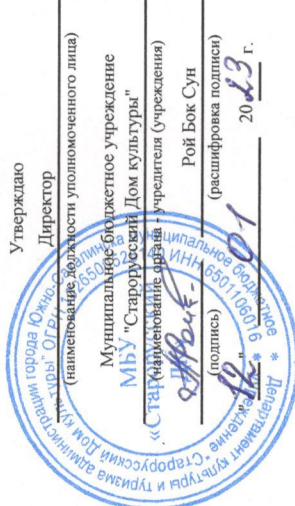 Утверждаю
Директор
(наименование должности уполномоченного лица)
Муниципальное бюджетное учреждение
МБУ "Старорусский Дом культуры"
(наименование органа - учредителя (учреждения)
Рой Бок Сун
(подпись) (расшифровка подписи)
"12" 01 2023 г.
Департамент культуры и туризма администрации города Южно-Сахалинска
муниципальное бюджетное учреждение "Старорусский Дом культуры"
ИНН 6501106016
ОГРН
«Старорусский